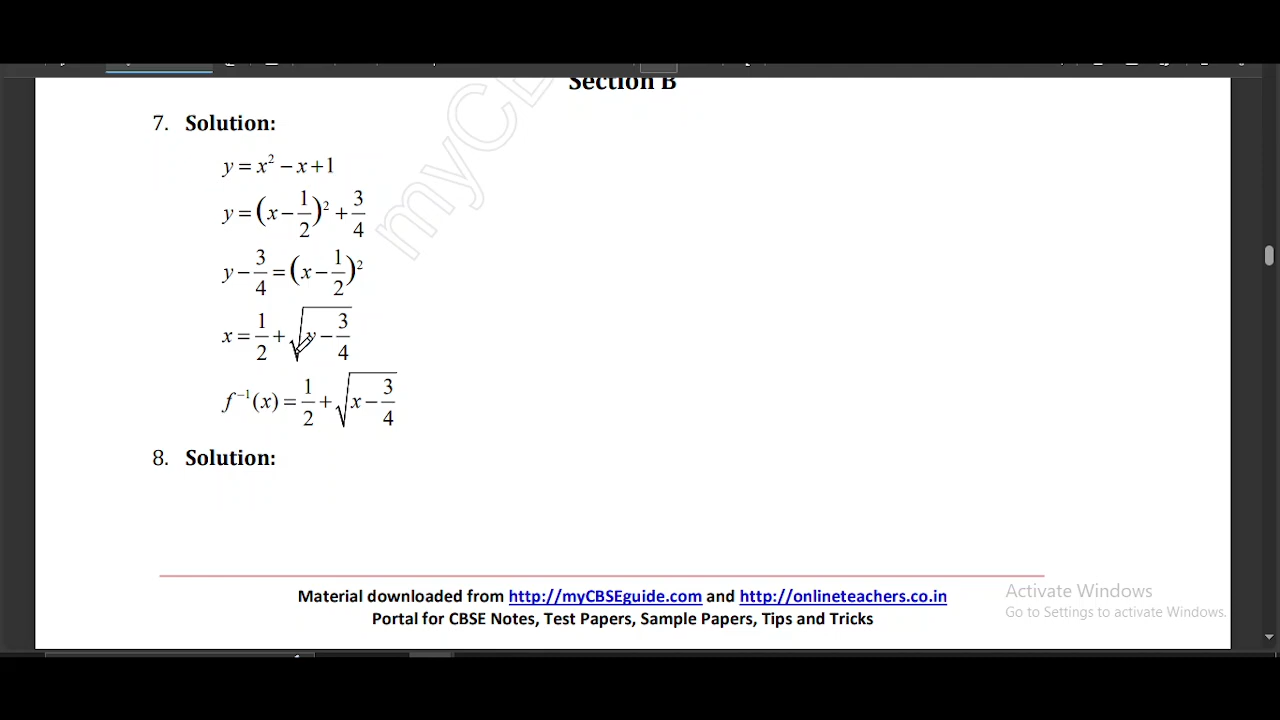 Section B
7. Solution:
y = x² − x + 1
y = (x − 1/2)² + 3/4
y − 3/4 = (x − 1/2)²
x = 1/2 + √(y − 3/4)
f⁻¹(x) = 1/2 + √(x − 3/4)
8. Solution:
Material downloaded from http://myCBSEguide.com and http://onlineteachers.co.in
Portal for CBSE Notes, Test Papers, Sample Papers, Tips and Tricks
Activate Windows
Go to Settings to activate Windows.